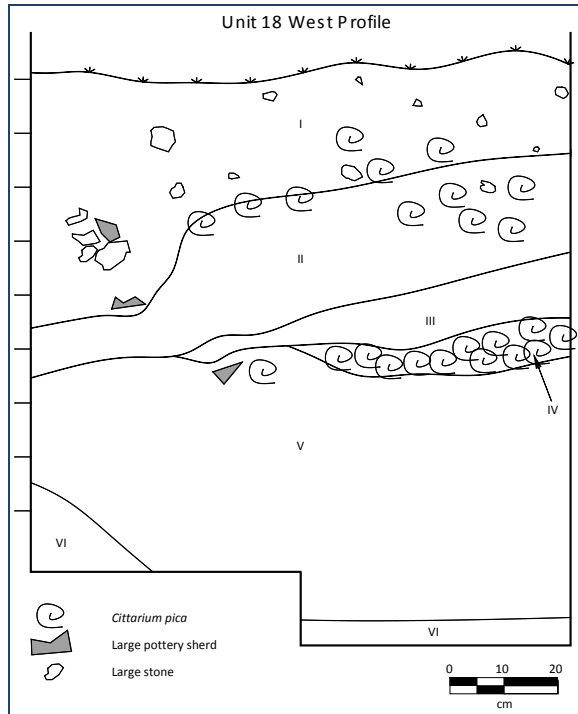 Unit 18 West Profile
I
II
III
IV
V
VI
VI
Cittarium pica
Large pottery sherd
Large stone
0 10 20
cm